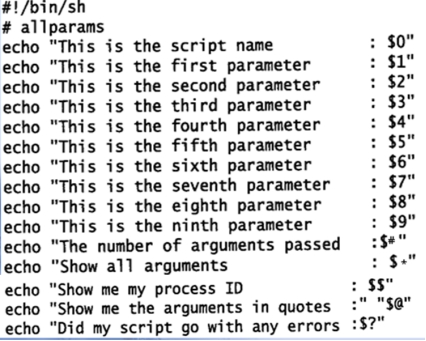 #!/bin/sh
# allparams
echo "This is the script name : $0"
echo "This is the first parameter : $1"
echo "This is the second parameter : $2"
echo "This is the third parameter : $3"
echo "This is the fourth parameter : $4"
echo "This is the fifth parameter : $5"
echo "This is the sixth parameter : $6"
echo "This is the seventh parameter : $7"
echo "This is the eighth parameter : $8"
echo "This is the ninth parameter : $9"
echo "The number of arguments passed :$#"
echo "Show all arguments : $*"
echo "Show me my process ID : $$"
echo "Show me the arguments in quotes :" "$@"
echo "Did my script go with any errors :$?"